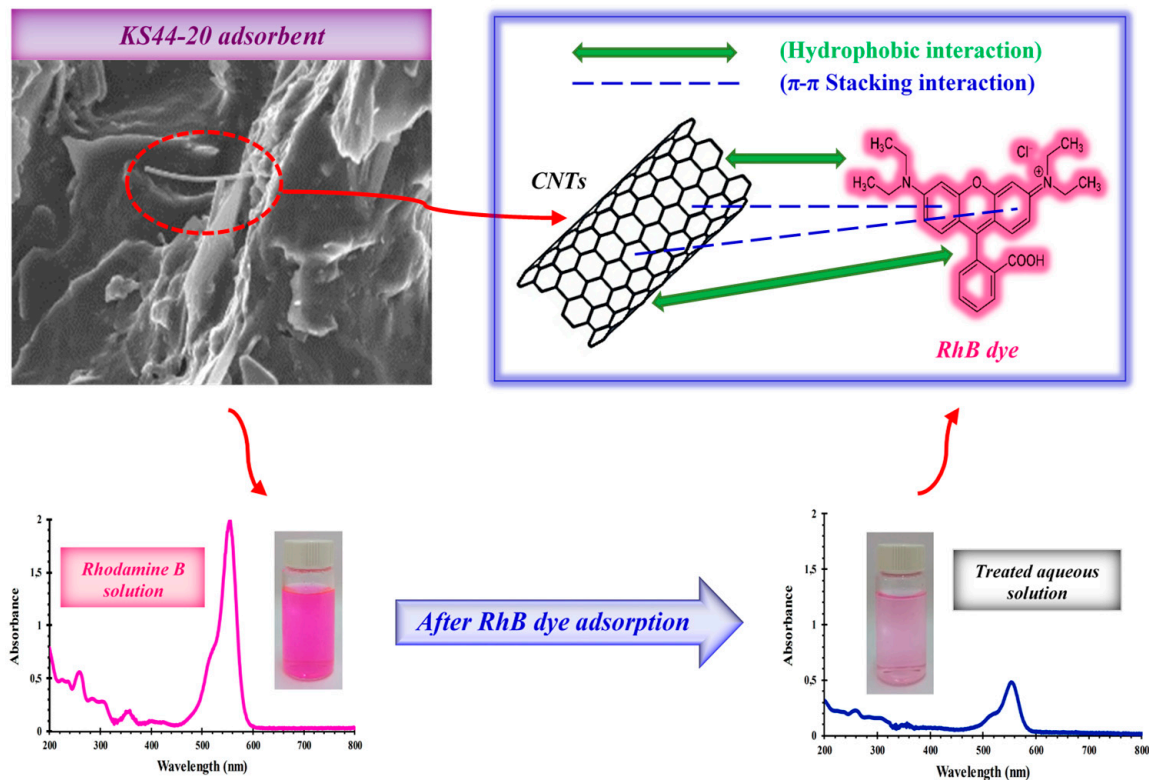 KS44-20 adsorbent
(Hydrophobic interaction)
(π-π Stacking interaction)
CNTs
H₃C
CH₃
Cl⁻
H₃C
N
O
N
+
CH₃
COOH
RhB dye
2
1,5
1
0,5
0
Absorbance
Rhodamine B
solution
200 300 400 500 600 700 800
Wavelength (nm)
After RhB dye adsorption
2
1,5
1
0,5
0
Absorbance
Treated aqueous
solution
200 300 400 500 600 700 800
Wavelength (nm)